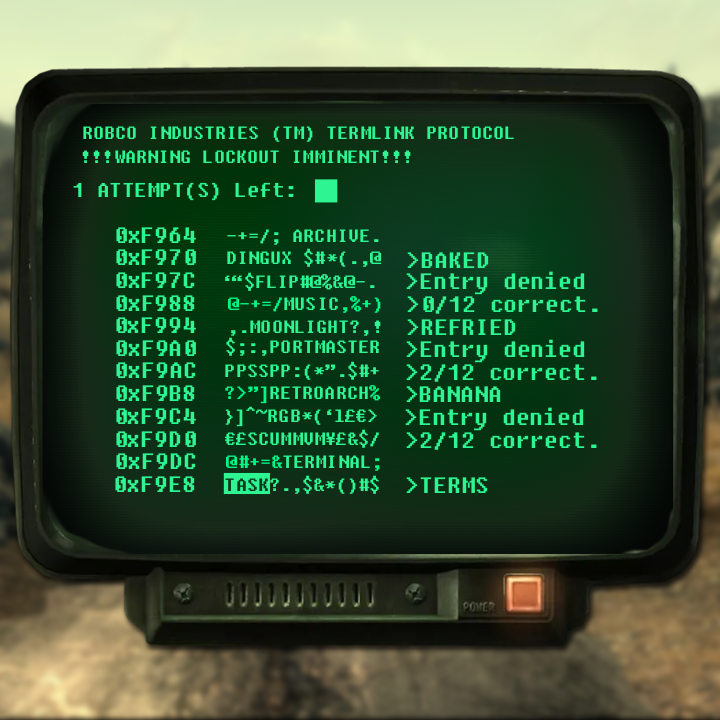 ROBCO INDUSTRIES (TM) TERMLINK PROTOCOL
!!!WARNING LOCKOUT IMMINENT!!!
1 ATTEMPT(S) Left:
0xF964 -+=/; ARCHIVE.
0xF970 DINGUX $#*(.,@ >BAKED
0xF97C ““$FLIP#@%&@-. >Entry denied
0xF988 @-+=/MUSIC,%+) >0/12 correct.
0xF994 ,.MOONLIGHT?,! >REFRIED
0xF9A0 $;:,PORTMASTER >Entry denied
0xF9AC PPSSPP:(*”.$#+ >2/12 correct.
0xF9B8 ?>”]RETROARCH% >BANANA
0xF9C4 }]^~RGB*(‘1£€> >Entry denied
0xF9D0 €£SCUMMVM¥£&$/ >2/12 correct.
0xF9DC @#+=&TERMINAL;
0xF9E8 TASK?.,$&*()#$ >TERMS
POWER